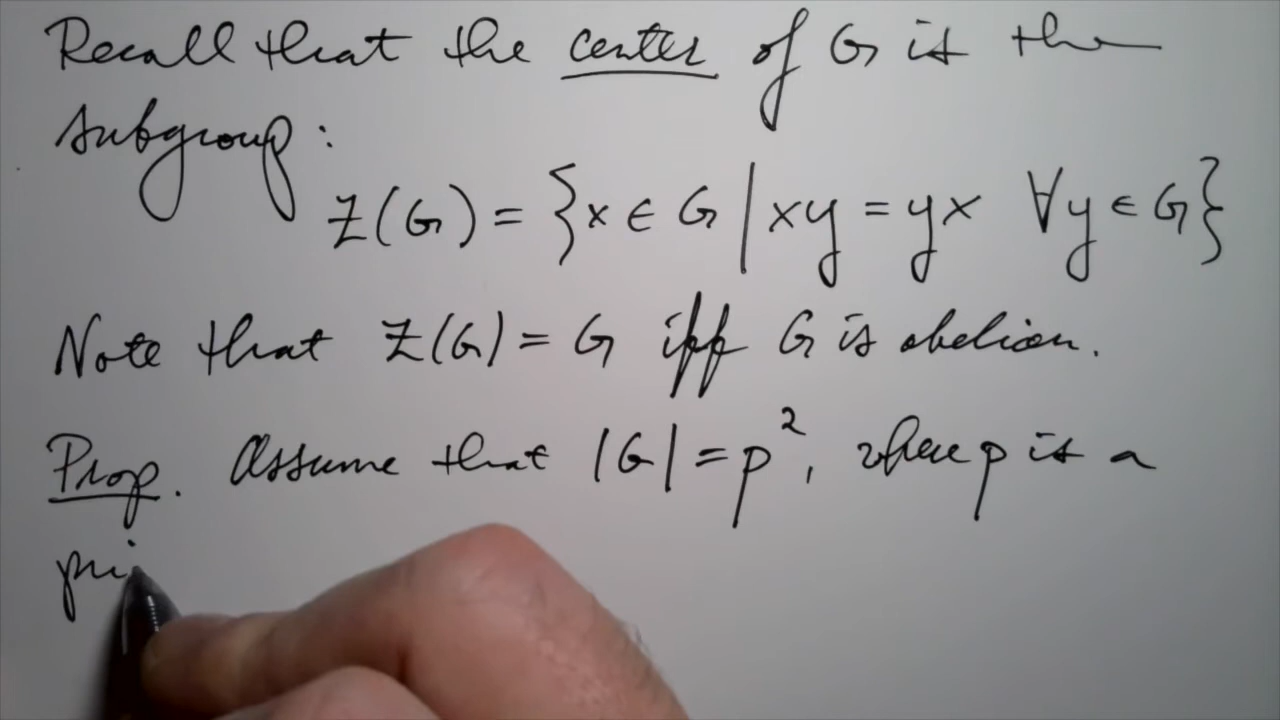 Recall that the center of G is the
subgroup:
Z(G) = {x ∈ G | xy = yx ∀y ∈ G}
Note that Z(G) = G iff G is abelian.
Prop. Assume that |G| = p², where p is a
pri